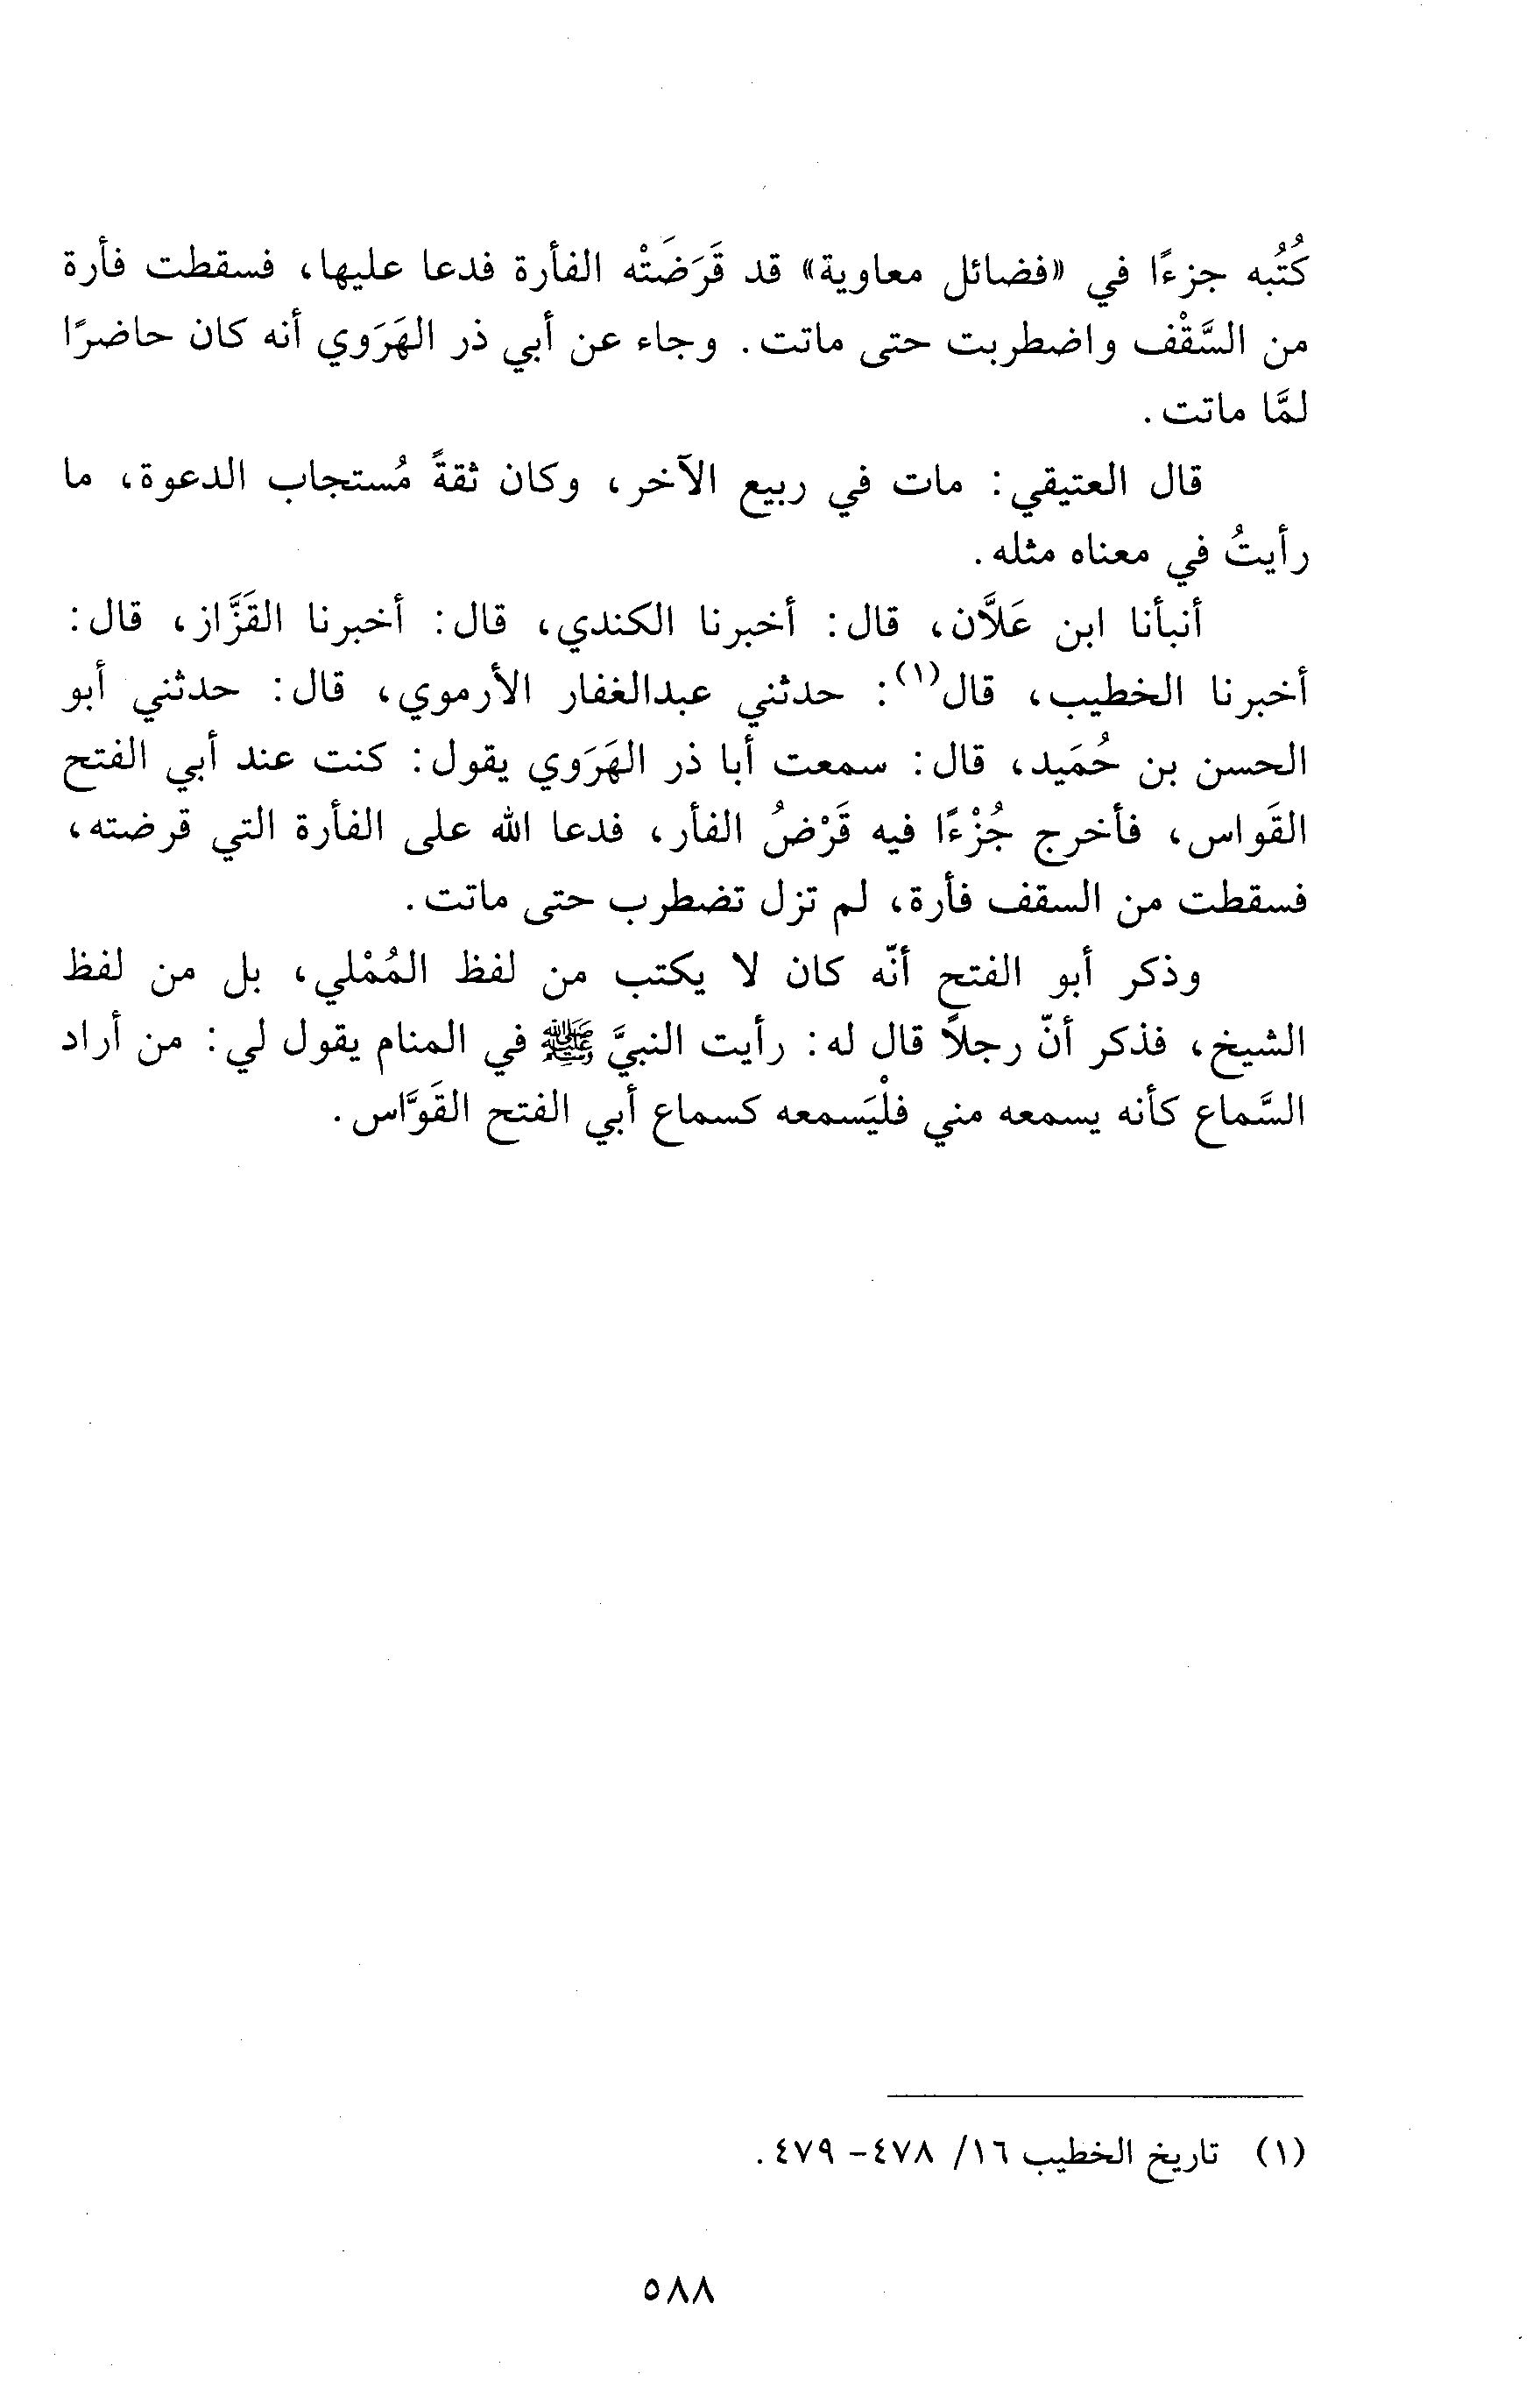 كُتُبه جزءًا في «فضائل معاوية» قد قَرَضَتْه الفأرة فدعا عليها، فسقطت فأرة
من السَّقْف واضطربت حتى ماتت. وجاء عن أبي ذر الهَرَوي أنه كان حاضرًا
لمَّا ماتت.
قال العتيقي: مات في ربيع الآخر، وكان ثقةً مُستجاب الدعوة، ما
رأيتُ في معناه مثله.
أنبأنا ابن عَلاَّن، قال: أخبرنا الكندي، قال: أخبرنا القَزَّاز، قال:
أخبرنا الخطيب، قال(١): حدثني عبدالغفار الأرموي، قال: حدثني أبو
الحسن بن حُمَيد، قال: سمعت أبا ذر الهَرَوي يقول: كنت عند أبي الفتح
القَواس، فأخرج جُزْءًا فيه قَرْضُ الفأر، فدعا الله على الفأرة التي قرضته،
فسقطت من السقف فأرة، لم تزل تضطرب حتى ماتت.
وذكر أبو الفتح أنّه كان لا يكتب من لفظ المُمْلي، بل من لفظ
الشيخ، فذكر أنّ رجلاً قال له: رأيت النبيَّ ﷺ في المنام يقول لي: من أراد
السَّماع كأنه يسمعه مني فلْيَسمعه كسماع أبي الفتح القَوَّاس.
(١) تاريخ الخطيب ١٦/ ٤٧٨- ٤٧٩.
٥٨٨